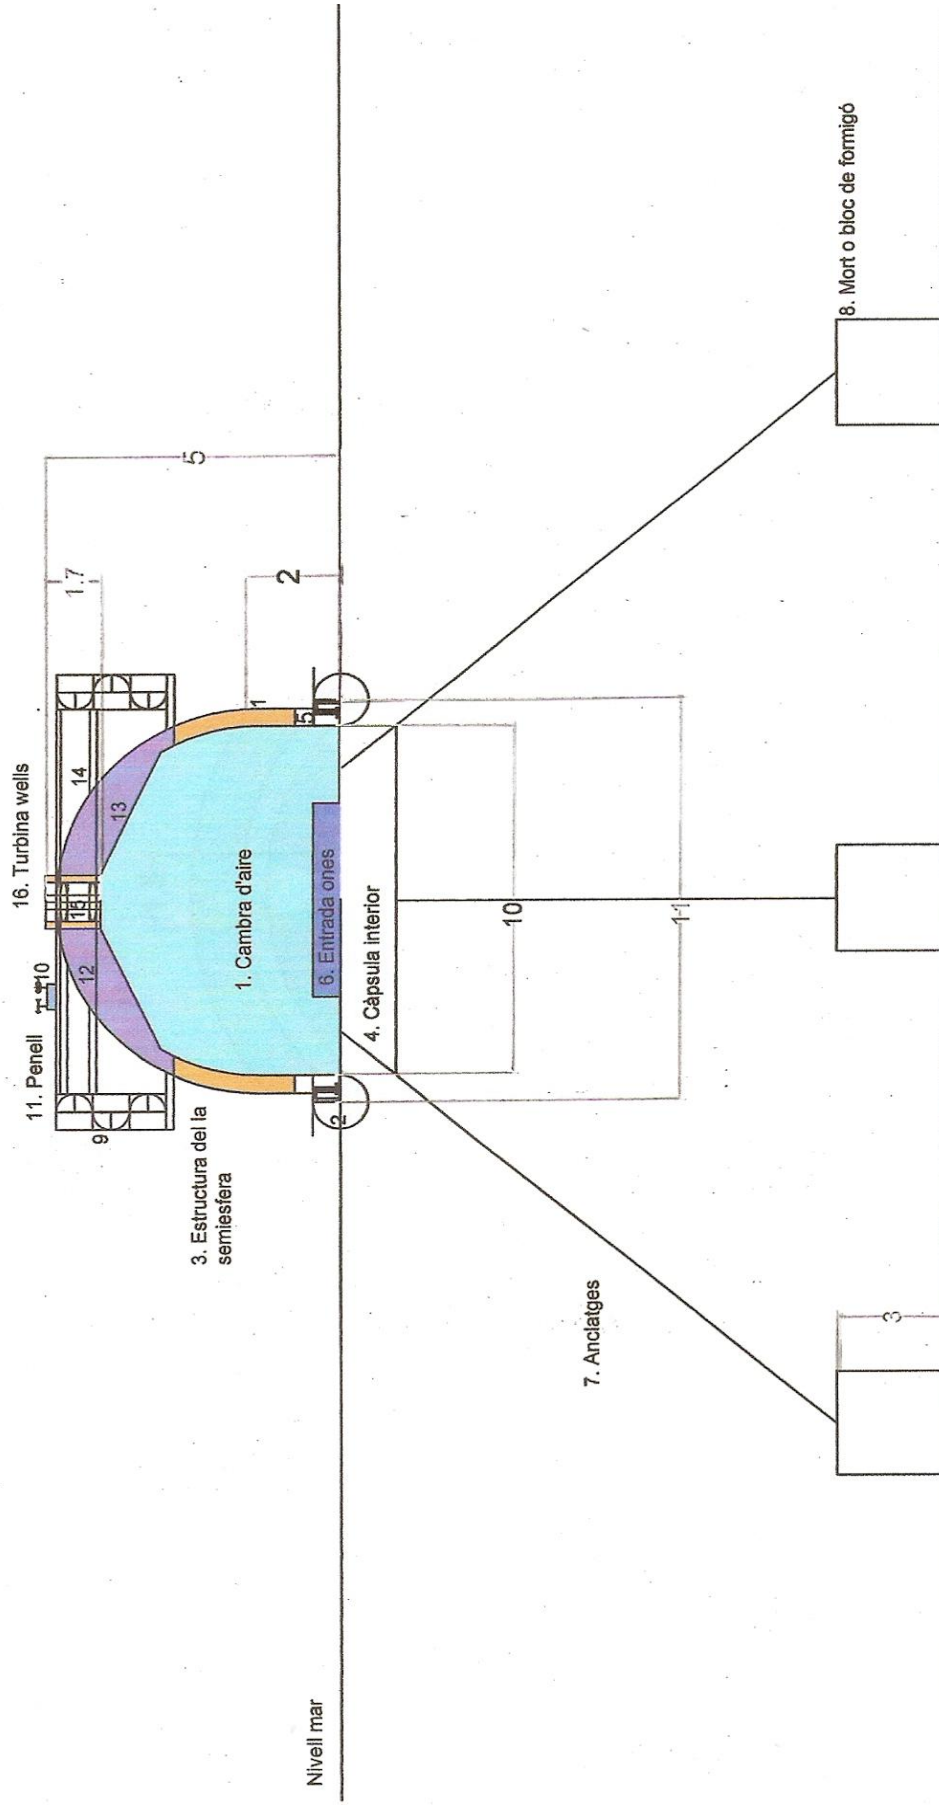 16. Turbina wells
11. Penell
10
9
12
15
13
14
1.7
5
3. Estructura del la
semiesfera
1. Cambra d'aire
1
2
6. Entrada ones
5
2
Nivell mar
4. Càpsula interior
10
11
7. Anclatges
8. Mort o bloc de formigó
3